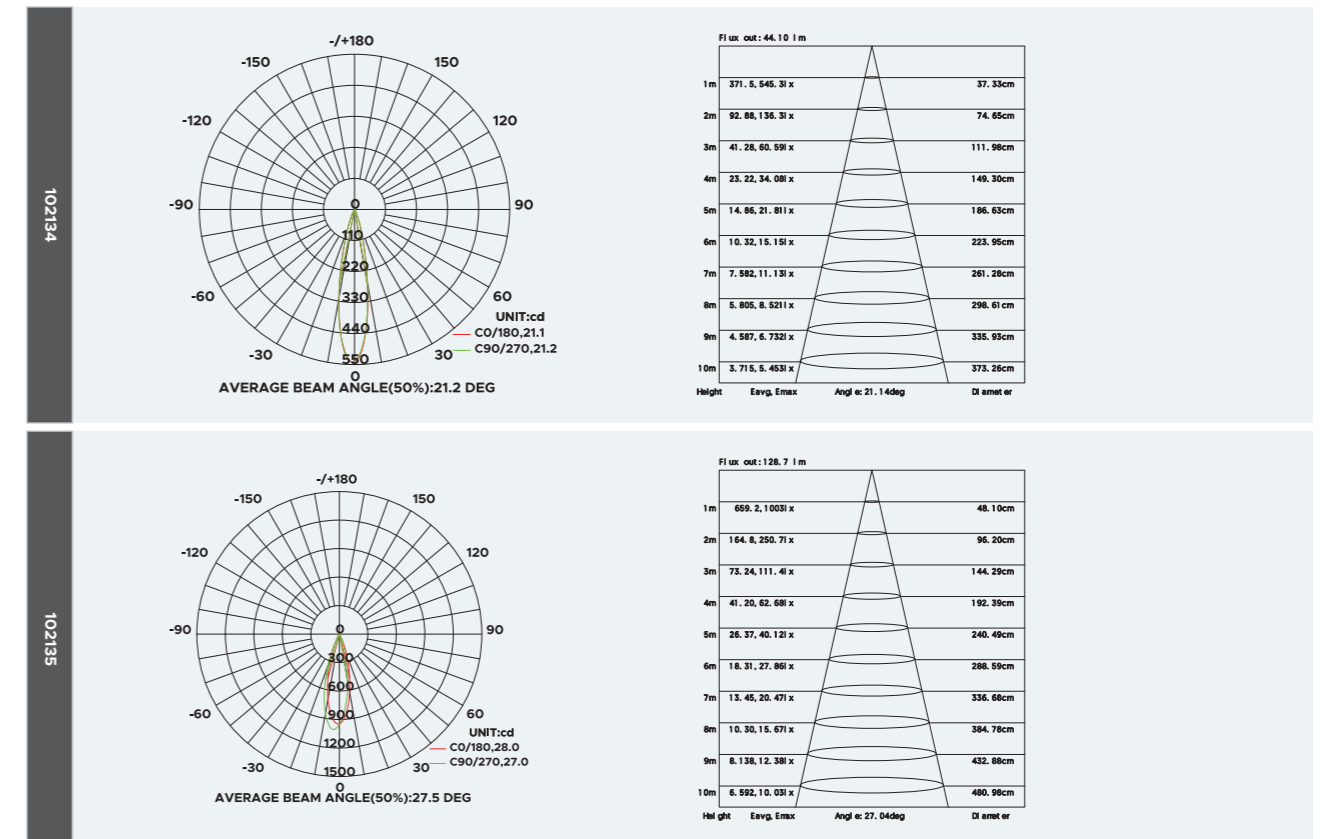 102134
-/+180
-150 150
-120 120
-90 0 90
110
220
-60 330 60
UNIT:cd
440 C0/180,21.1
-30 550 30 C90/270,21.2
0
AVERAGE BEAM ANGLE(50%):21.2 DEG
Flux out:44.10 lm
1m 371.5,545.3lx 37.33cm
2m 92.88,136.3lx 74.65cm
3m 41.28,60.59lx 111.98cm
4m 23.22,34.08lx 149.30cm
5m 14.86,21.81lx 186.63cm
6m 10.32,15.15lx 223.95cm
7m 7.582,11.13lx 261.28cm
8m 5.805,8.521lx 298.61cm
9m 4.587,6.732lx 335.93cm
10m 3.715,5.453lx 373.26cm
Height Eavg,Emax Angle:21.14deg Diameter
102135
-/+180
-150 150
-120 120
-90 0 90
300
600
-60 900 60
UNIT:cd
1200 C0/180,28.0
-30 1500 30 C90/270,27.0
0
AVERAGE BEAM ANGLE(50%):27.5 DEG
Flux out:128.7 lm
1m 659.2,1003lx 48.10cm
2m 164.8,250.7lx 96.20cm
3m 73.24,111.4lx 144.29cm
4m 41.20,62.68lx 192.39cm
5m 26.37,40.12lx 240.49cm
6m 18.31,27.86lx 288.59cm
7m 13.45,20.47lx 336.68cm
8m 10.30,15.67lx 384.78cm
9m 8.138,12.38lx 432.88cm
10m 6.592,10.03lx 480.98cm
Height Eavg,Emax Angle:27.04deg Diameter